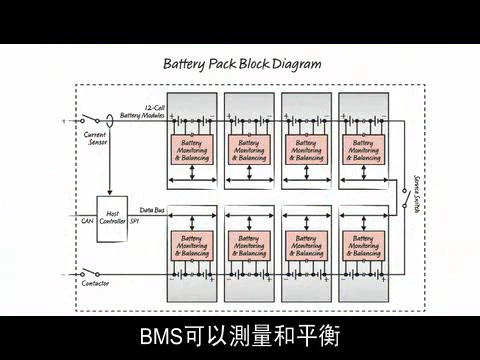 Battery Pack Block Diagram
12-Cell
Battery Modules
+ - + - + - + -
Current
Sensor
Battery
Monitoring
& Balancing
Battery
Monitoring
& Balancing
Battery
Monitoring
& Balancing
Battery
Monitoring
& Balancing
Service Switch
Data Bus
CAN
Host
Controller
SPI
Battery
Monitoring
& Balancing
Battery
Monitoring
& Balancing
Battery
Monitoring
& Balancing
Battery
Monitoring
& Balancing
Contactor
- + - + - + - +
BMS可以測量和平衡